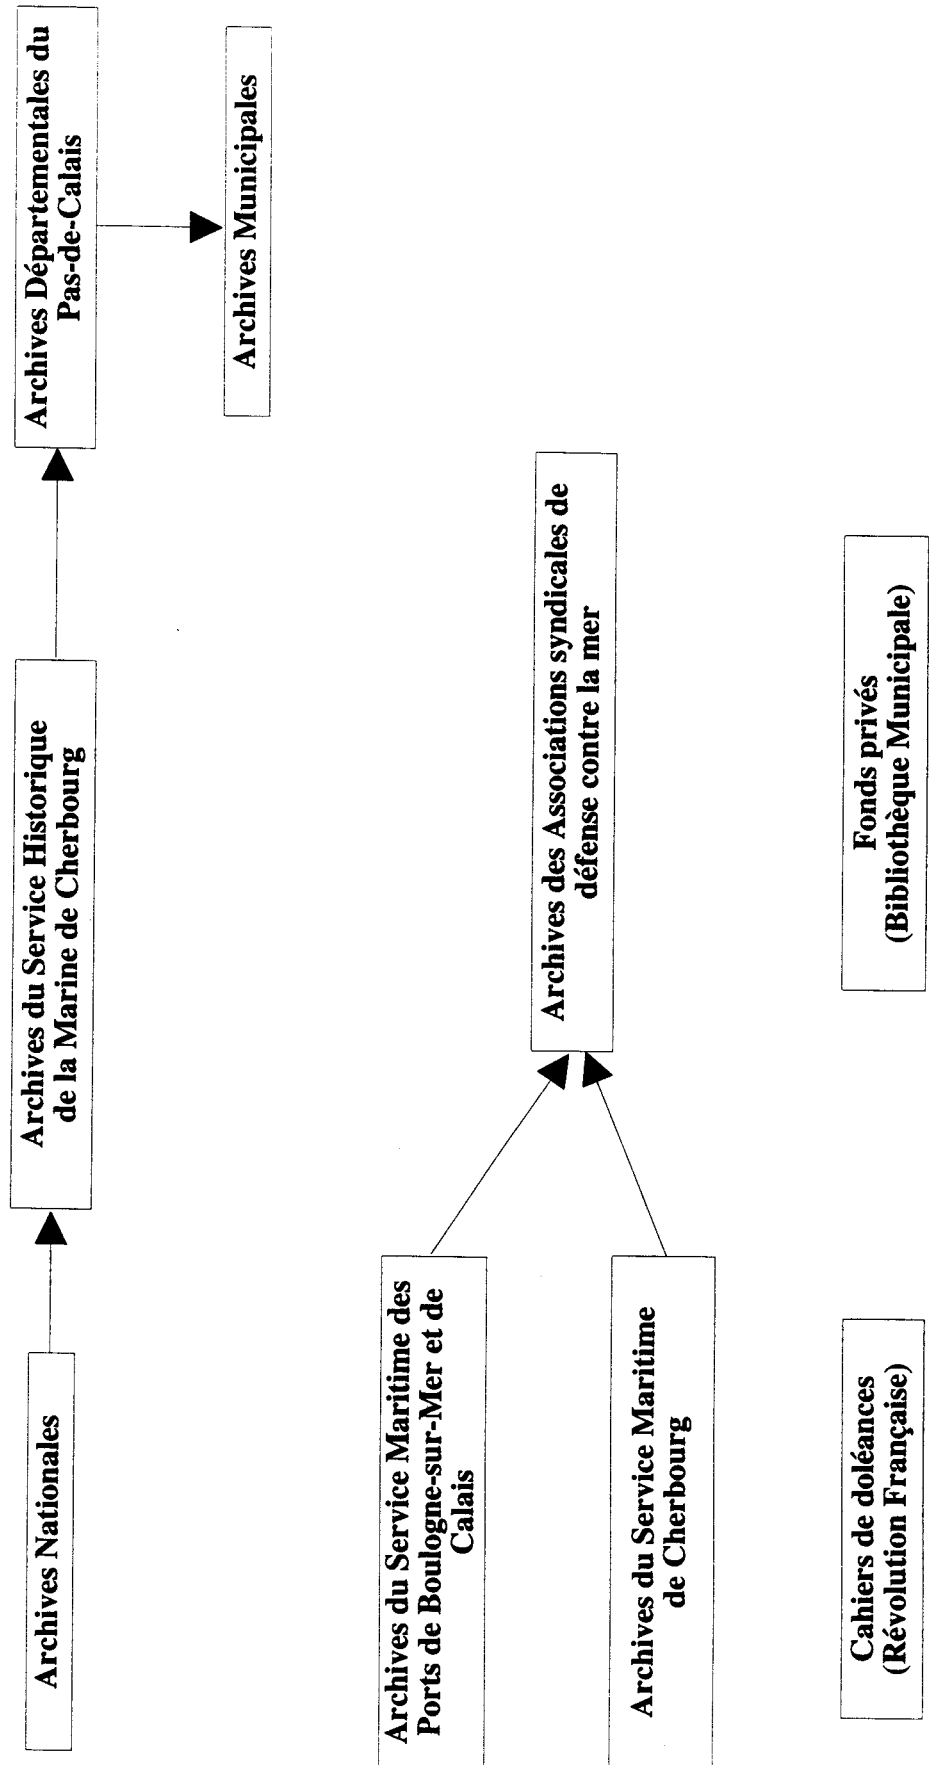 Archives Nationales
Archives du Service Historique
de la Marine de Cherbourg
Archives Départementales du
Pas-de-Calais
Archives Municipales
Archives du Service Maritime des
Ports de Boulogne-sur-Mer et de
Calais
Archives des Associations syndicales de
défense contre la mer
Archives du Service Maritime
de Cherbourg
Cahiers de doléances
(Révolution Française)
Fonds privés
(Bibliothèque Municipale)